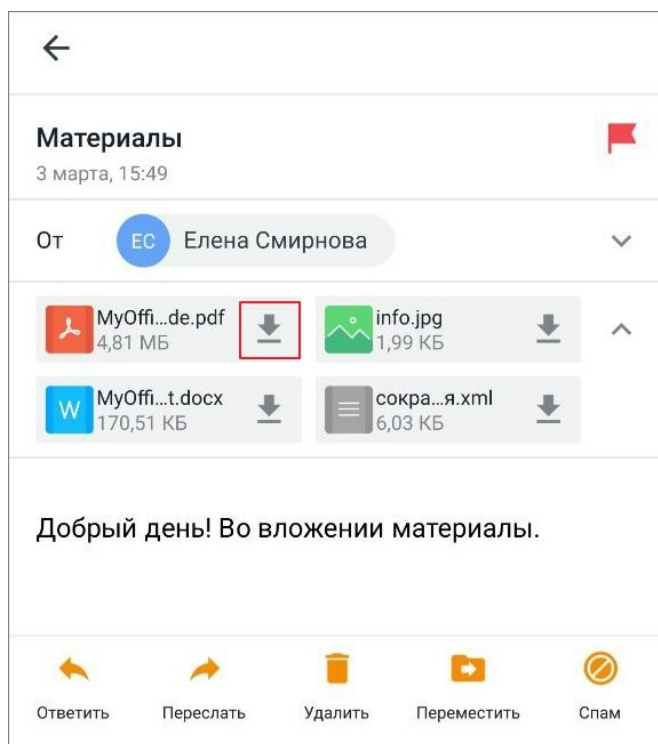 Материалы
3 марта, 15:49
От ЕС Елена Смирнова
MyOffi...de.pdf
4,81 МБ
info.jpg
1,99 КБ
W MyOffi...t.docx
170,51 КБ
сокра...я.xml
6,03 КБ
Добрый день! Во вложении материалы.
Ответить Переслать Удалить Переместить Спам